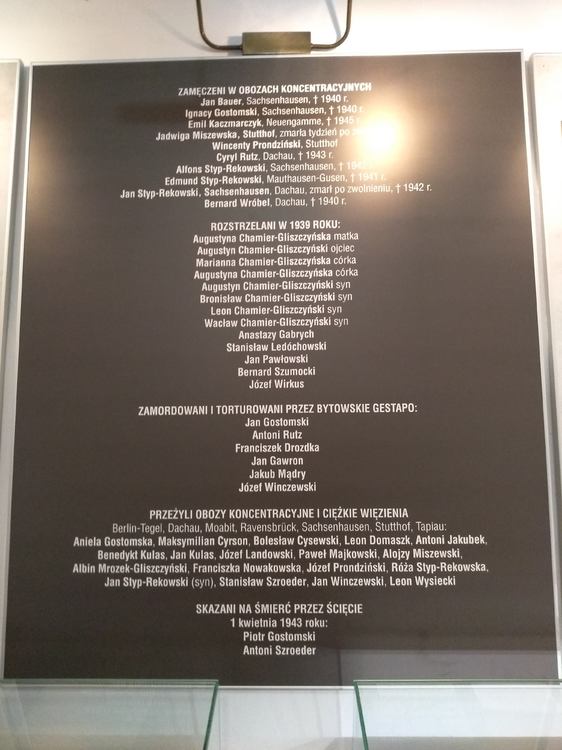 ZAMĘCZENI W OBOZACH KONCENTRACYJNYCH
Jan Bauer, Sachsenhausen, † 1940 r.
Ignacy Gostomski, Sachsenhausen, † 1940 r.
Emil Kaczmarczyk, Neuengamme, † 1945 r.
Jadwiga Miszewska, Stutthof, zmarła tydzień po
Wincenty Prondziński, Stutthof
Cyryl Rutz, Dachau, † 1943 r.
Alfons Styp-Rekowski, Sachsenhausen, †
Edmund Styp-Rekowski, Mauthausen-Gusen, † 1941 r.
Jan Styp-Rekowski, Sachsenhausen, Dachau, zmarł po zwolnieniu, † 1942 r.
Bernard Wróbel, Dachau, † 1940 r.
ROZSTRZELANI W 1939 ROKU:
Augustyna Chamier-Gliszczyńska matka
Augustyn Chamier-Gliszczyński ojciec
Marianna Chamier-Gliszczyńska córka
Augustyna Chamier-Gliszczyńska córka
Augustyn Chamier-Gliszczyński syn
Bronisław Chamier-Gliszczyński syn
Leon Chamier-Gliszczyński syn
Wacław Chamier-Gliszczyński syn
Anastazy Gabrych
Stanisław Ledóchowski
Jan Pawłowski
Bernard Szumocki
Józef Wirkus
ZAMORDOWANI I TORTUROWANI PRZEZ BYTOWSKIE GESTAPO:
Jan Gostomski
Antoni Rutz
Franciszek Drozdka
Jan Gawron
Jakub Mądry
Józef Winczewski
PRZEŻYLI OBOZY KONCENTRACYJNE I CIĘŻKIE WIĘZIENIA
Berlin-Tegel, Dachau, Moabit, Ravensbrück, Sachsenhausen, Stutthof, Tapiau:
Aniela Gostomska, Maksymilian Cyrson, Bolesław Cysewski, Leon Domaszk, Antoni Jakubek,
Benedykt Kulas, Jan Kulas, Józef Landowski, Paweł Majkowski, Alojzy Miszewski,
Albin Mrozek-Gliszczyński, Franciszka Nowakowska, Józef Prondziński, Róża Styp-Rekowska,
Jan Styp-Rekowski (syn), Stanisław Szroeder, Jan Winczewski, Leon Wysiecki
SKAZANI NA ŚMIERĆ PRZEZ ŚCIĘCIE
1 kwietnia 1943 roku:
Piotr Gostomski
Antoni Szroeder